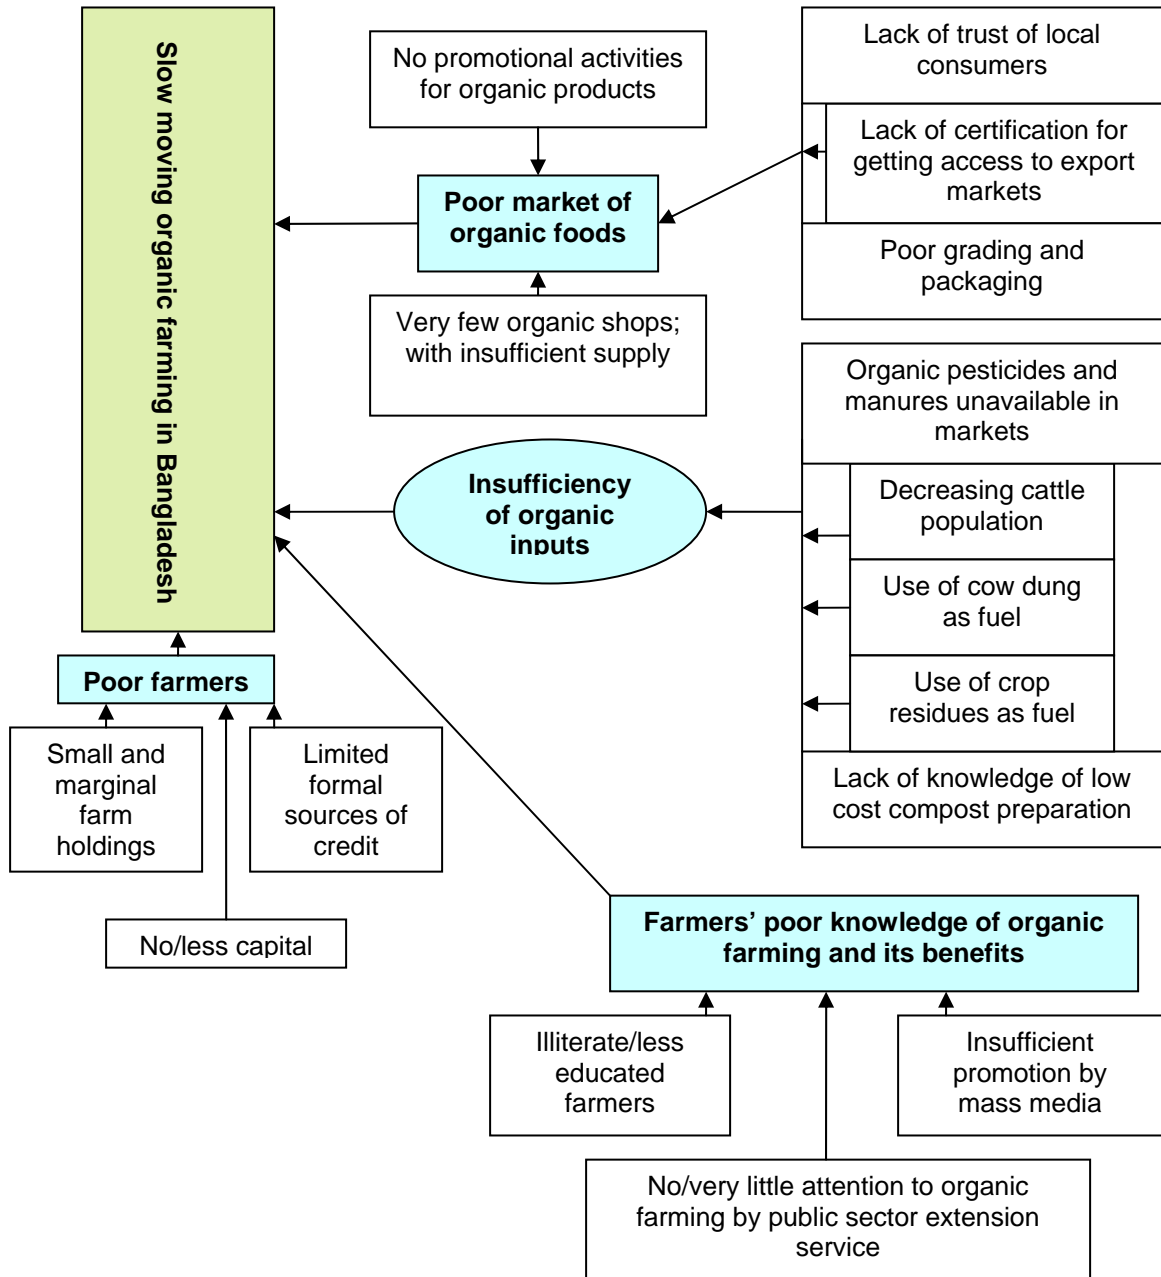 Slow moving organic farming in Bangladesh
No promotional activities
for organic products
Lack of trust of local
consumers
Lack of certification for
getting access to export
markets
Poor grading and
packaging
Poor market of
organic foods
Very few organic shops;
with insufficient supply
Organic pesticides and
manures unavailable in
markets
Decreasing cattle
population
Use of cow dung
as fuel
Use of crop
residues as fuel
Lack of knowledge of low
cost compost preparation
Insufficiency
of organic
inputs
Poor farmers
Small and
marginal
farm
holdings
Limited
formal
sources of
credit
No/less capital
Farmers’ poor knowledge of organic
farming and its benefits
Illiterate/less
educated
farmers
Insufficient
promotion by
mass media
No/very little attention to organic
farming by public sector extension
service